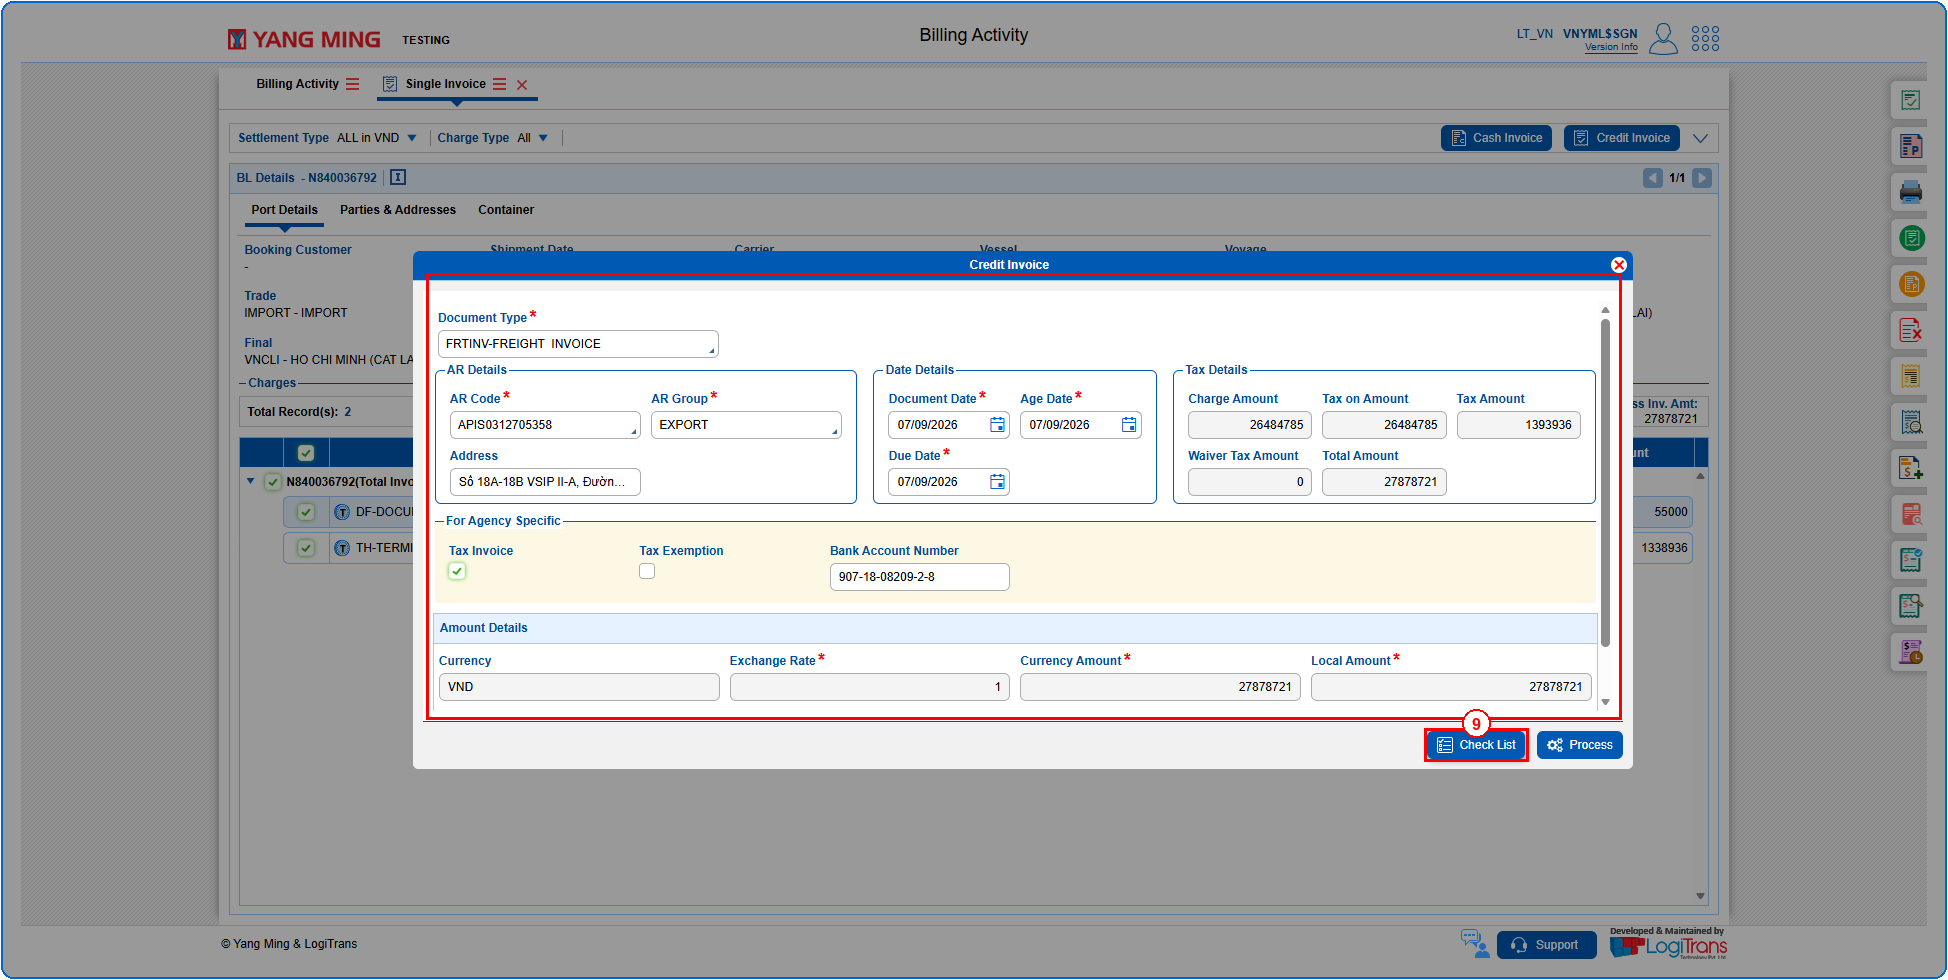 YANG MING TESTING
Billing Activity
LT_VN VNYML$SGN
Version Info
Billing Activity
Single Invoice
Settlement Type ALL in VND
Charge Type All
Cash Invoice
Credit Invoice
BL Details - N840036792
1/1
Port Details Parties & Addresses Container
Booking Customer Shipment Date Carrier Vessel Voyage
-
Trade
IMPORT - IMPORT
LAI)
Final
VNCLI - HO CHI MINH (CAT LA
Charges
Total Record(s): 2
ss Inv. Amt:
27878721
unt
N840036792(Total Invo
DF-DOCU
55000
TH-TERMI
1338936
Credit Invoice
Document Type *
FRTINV-FREIGHT INVOICE
AR Details
AR Code * AR Group *
APIS0312705358 EXPORT
Address
Số 18A-18B VSIP II-A, Đườn...
Date Details
Document Date * Age Date *
07/09/2026 07/09/2026
Due Date *
07/09/2026
Tax Details
Charge Amount Tax on Amount Tax Amount
26484785 26484785 1393936
Waiver Tax Amount Total Amount
0 27878721
For Agency Specific
Tax Invoice Tax Exemption Bank Account Number
907-18-08209-2-8
Amount Details
Currency Exchange Rate * Currency Amount * Local Amount *
VND 1 27878721 27878721
9
Check List
Process
© Yang Ming & LogiTrans
Support
Developed & Maintained by
LogiTrans